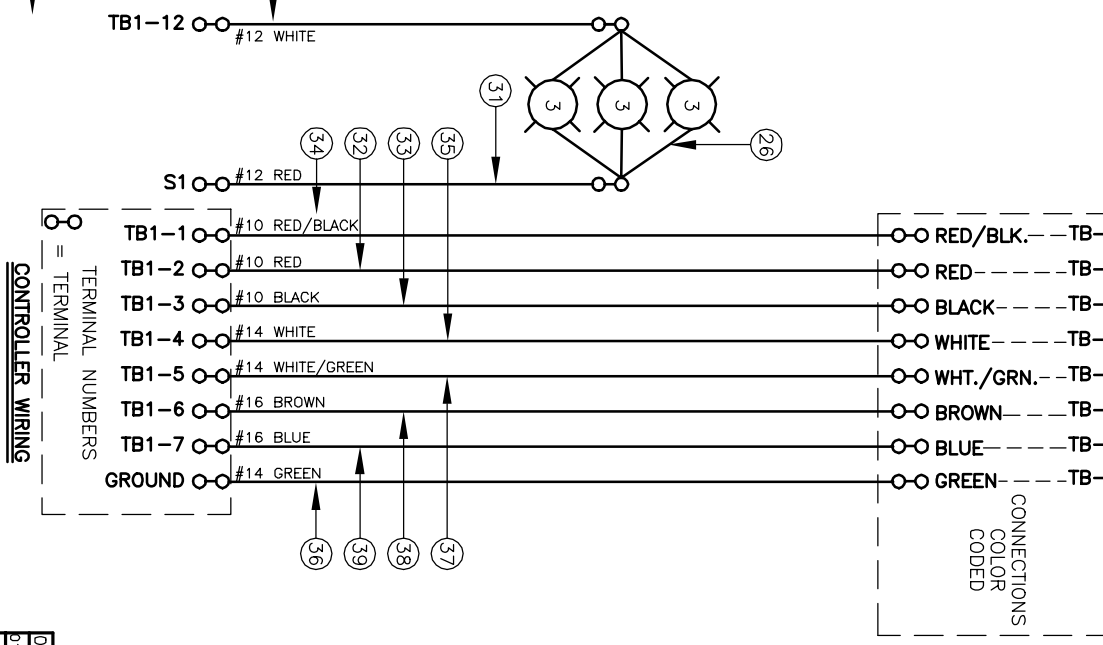 TB1-12
#12 WHITE
3
3
3
31
26
34
32
33
35
S1
#12 RED
TB1-1
#10 RED/BLACK
RED/BLK.
TB-
TB1-2
#10 RED
RED
TB-
TB1-3
#10 BLACK
BLACK
TB-
TB1-4
#14 WHITE
WHITE
TB-
TB1-5
#14 WHITE/GREEN
WHT./GRN.
TB-
TB1-6
#16 BROWN
BROWN
TB-
TB1-7
#16 BLUE
BLUE
TB-
GROUND
#14 GREEN
GREEN
TB-
36
39
38
37
TERMINAL NUMBERS
= TERMINAL
CONTROLLER WIRING
CONNECTIONS
COLOR
CODED